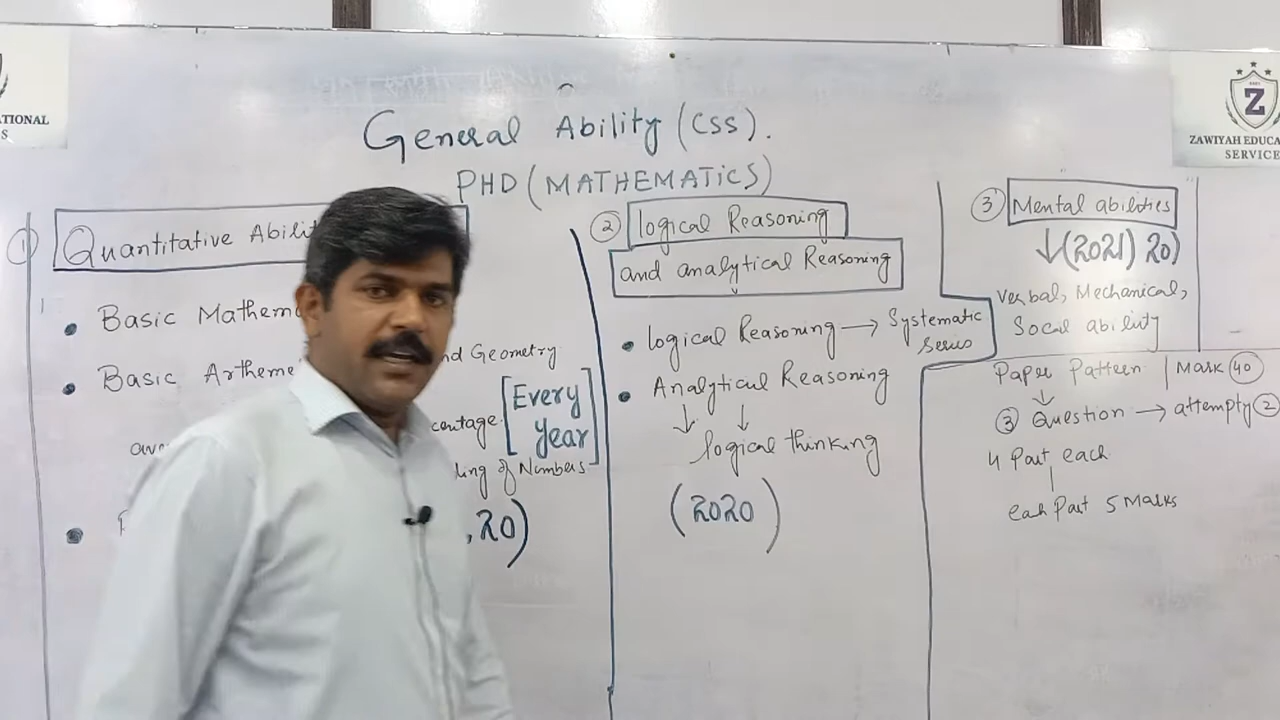 TIONAL
S
ZAWIYAH EDUCA
SERVICE
Z
General Ability (CSS).
PHD (MATHEMATICS)
① Quantitative Abilit
• Basic Mathem
• Basic Artheme
nd Geometry
centage [Every
year]
ling of Numbers
, 20)
② logical Reasoning
and analytical Reasoning
• logical Reasoning → Systematic
Series
• Analytical Reasoning
↓ ↓
logical thinking
(2020)
③ Mental abilities
↓(2021) 20)
Verbal, Mechanical,
Social ability
Paper Pattern | Mark 40
↓
③ Question → attempty ②
4 Part each
each Part 5 Marks